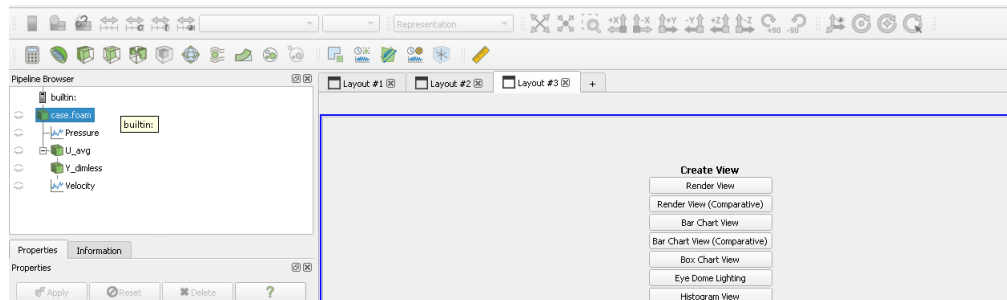 Representation
+X -X +Y -Y +Z -Z +90 -90
Pipeline Browser
builtin:
case.foam
builtin:
Pressure
U_avg
Y_dimless
Velocity
Properties Information
Properties
Apply Reset Delete ?
Layout #1 Layout #2 Layout #3 +
Create View
Render View
Render View (Comparative)
Bar Chart View
Bar Chart View (Comparative)
Box Chart View
Eye Dome Lighting
Histogram View